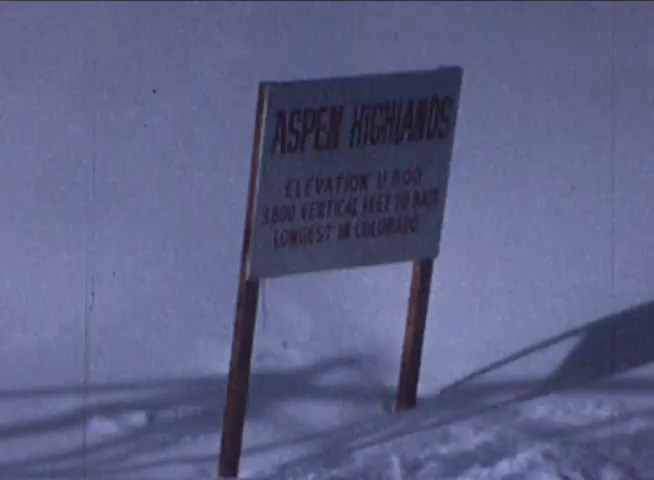 ASPEN HIGHLANDS
ELEVATION 11,800
3800 VERTICAL FEET TO BASE
LONGEST IN COLORADO